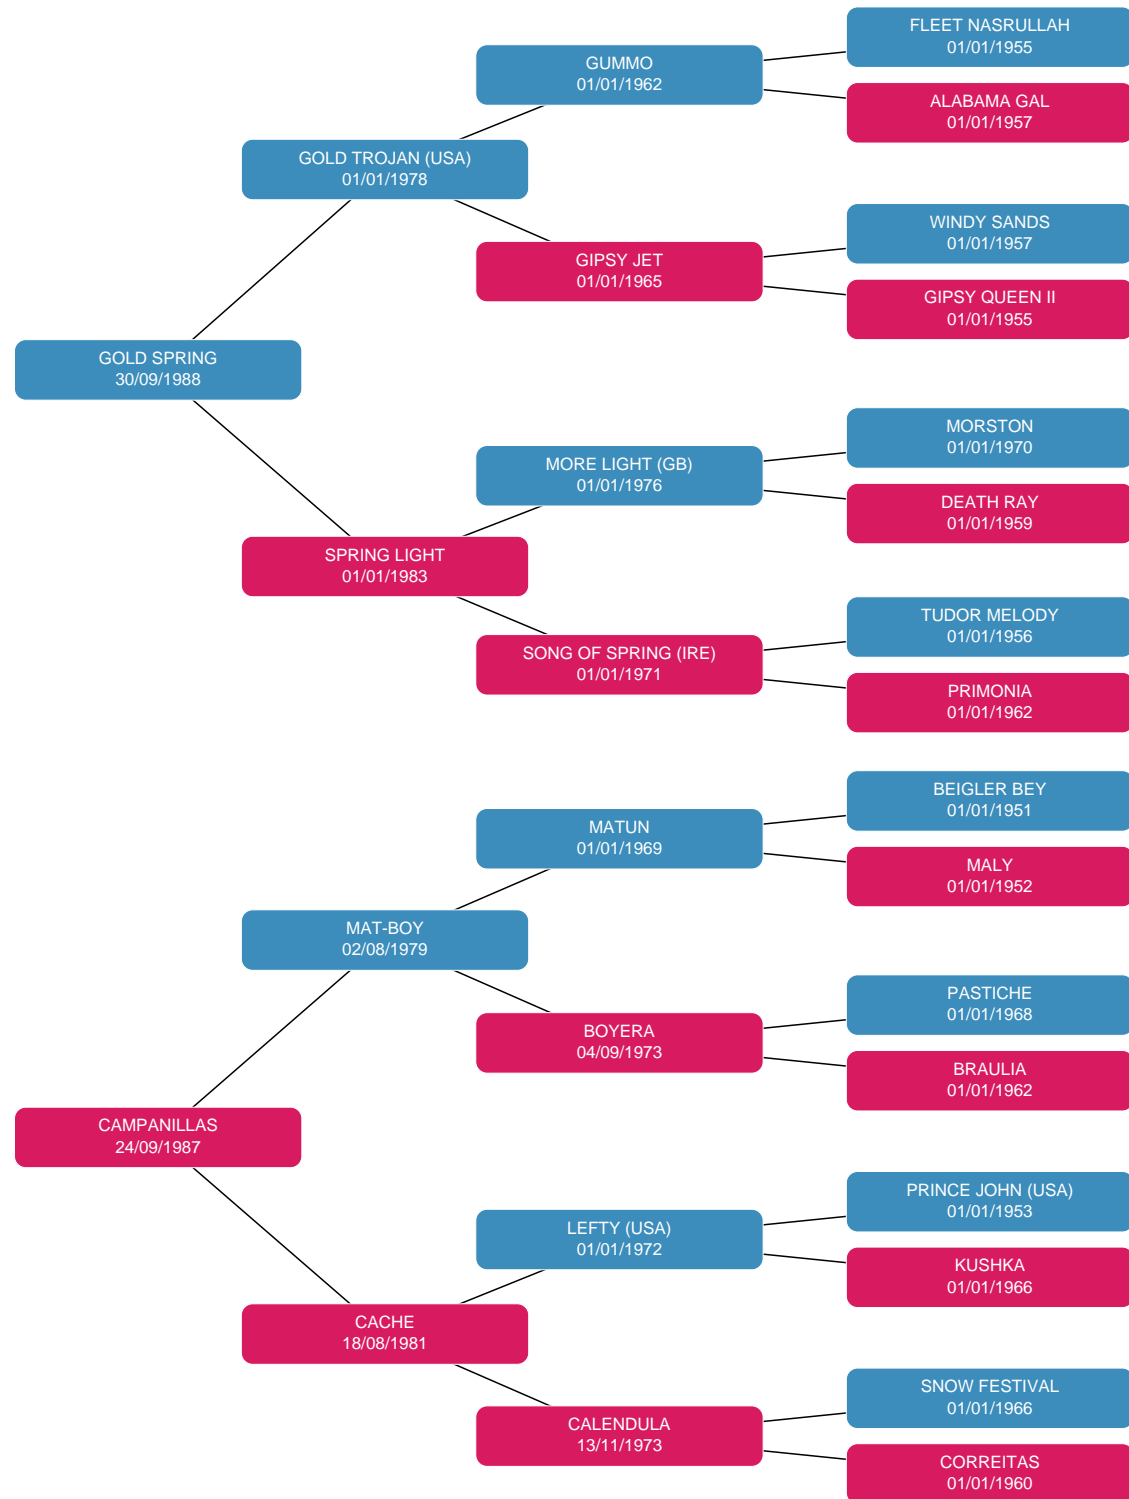 FLEET NASRULLAH
01/01/1955
GUMMO
01/01/1962
ALABAMA GAL
01/01/1957
GOLD TROJAN (USA)
01/01/1978
WINDY SANDS
01/01/1957
GIPSY JET
01/01/1965
GIPSY QUEEN II
01/01/1955
GOLD SPRING
30/09/1988
MORSTON
01/01/1970
MORE LIGHT (GB)
01/01/1976
DEATH RAY
01/01/1959
SPRING LIGHT
01/01/1983
TUDOR MELODY
01/01/1956
SONG OF SPRING (IRE)
01/01/1971
PRIMONIA
01/01/1962
BEIGLER BEY
01/01/1951
MATUN
01/01/1969
MALY
01/01/1952
MAT-BOY
02/08/1979
PASTICHE
01/01/1968
BOYERA
04/09/1973
BRAULIA
01/01/1962
CAMPANILLAS
24/09/1987
PRINCE JOHN (USA)
01/01/1953
LEFTY (USA)
01/01/1972
KUSHKA
01/01/1966
CACHE
18/08/1981
SNOW FESTIVAL
01/01/1966
CALENDULA
13/11/1973
CORREITAS
01/01/1960